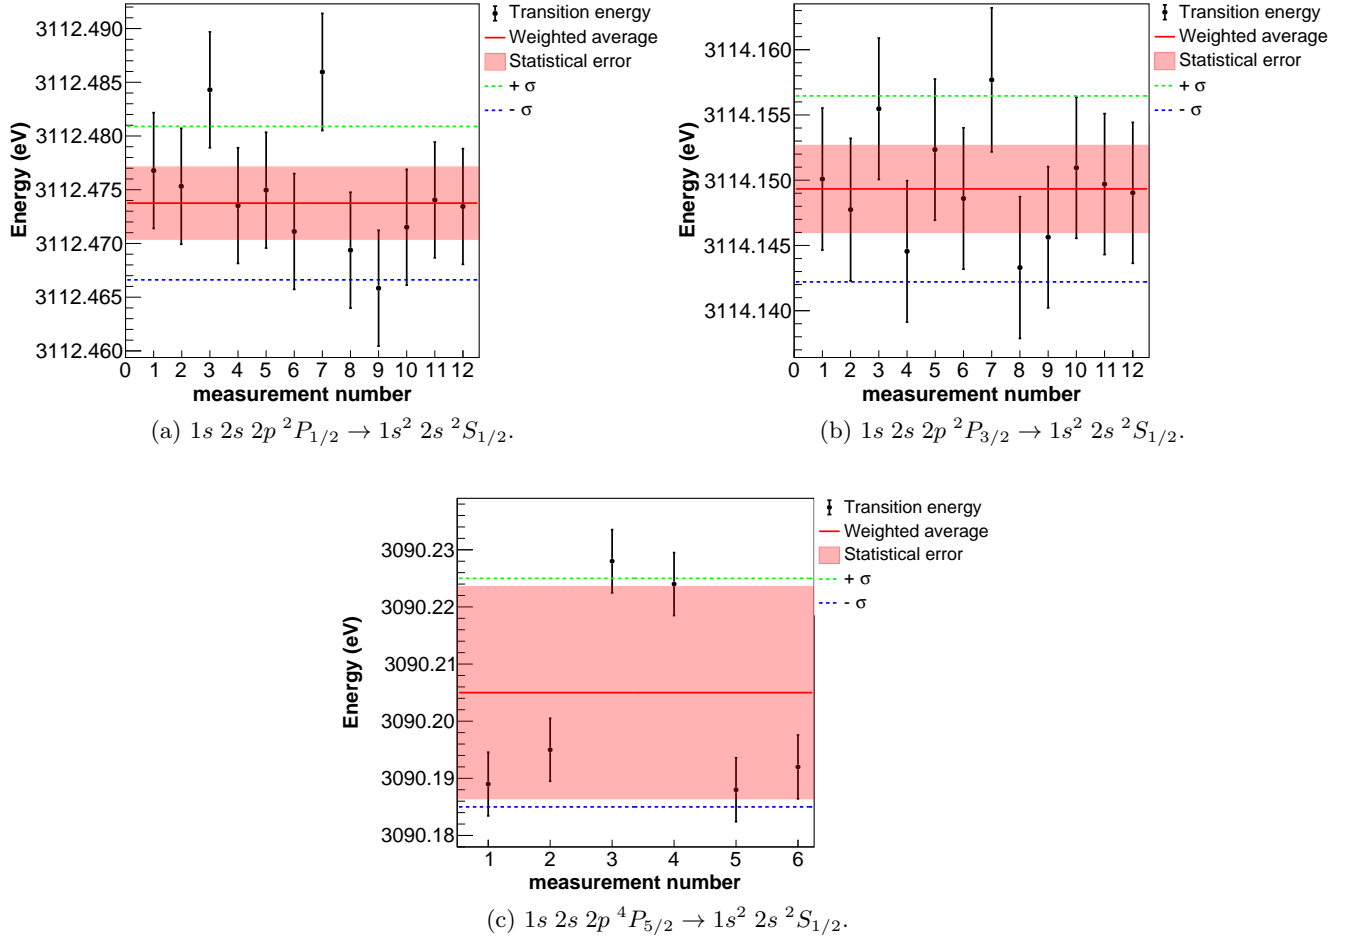 3112.490
3112.485
3112.480
3112.475
3112.470
3112.465
3112.460
Energy (eV)
0 1 2 3 4 5 6 7 8 9 10 11 12
measurement number
Transition energy
Weighted average
Statistical error
+ σ
- σ
(a) 1s 2s 2p ²P₁/₂ → 1s² 2s ²S₁/₂.
3114.160
3114.155
3114.150
3114.145
3114.140
Energy (eV)
0 1 2 3 4 5 6 7 8 9 10 11 12
measurement number
Transition energy
Weighted average
Statistical error
+ σ
- σ
(b) 1s 2s 2p ²P₃/₂ → 1s² 2s ²S₁/₂.
3090.23
3090.22
3090.21
3090.20
3090.19
3090.18
Energy (eV)
1 2 3 4 5 6
measurement number
Transition energy
Weighted average
Statistical error
+ σ
- σ
(c) 1s 2s 2p ⁴P₅/₂ → 1s² 2s ²S₁/₂.